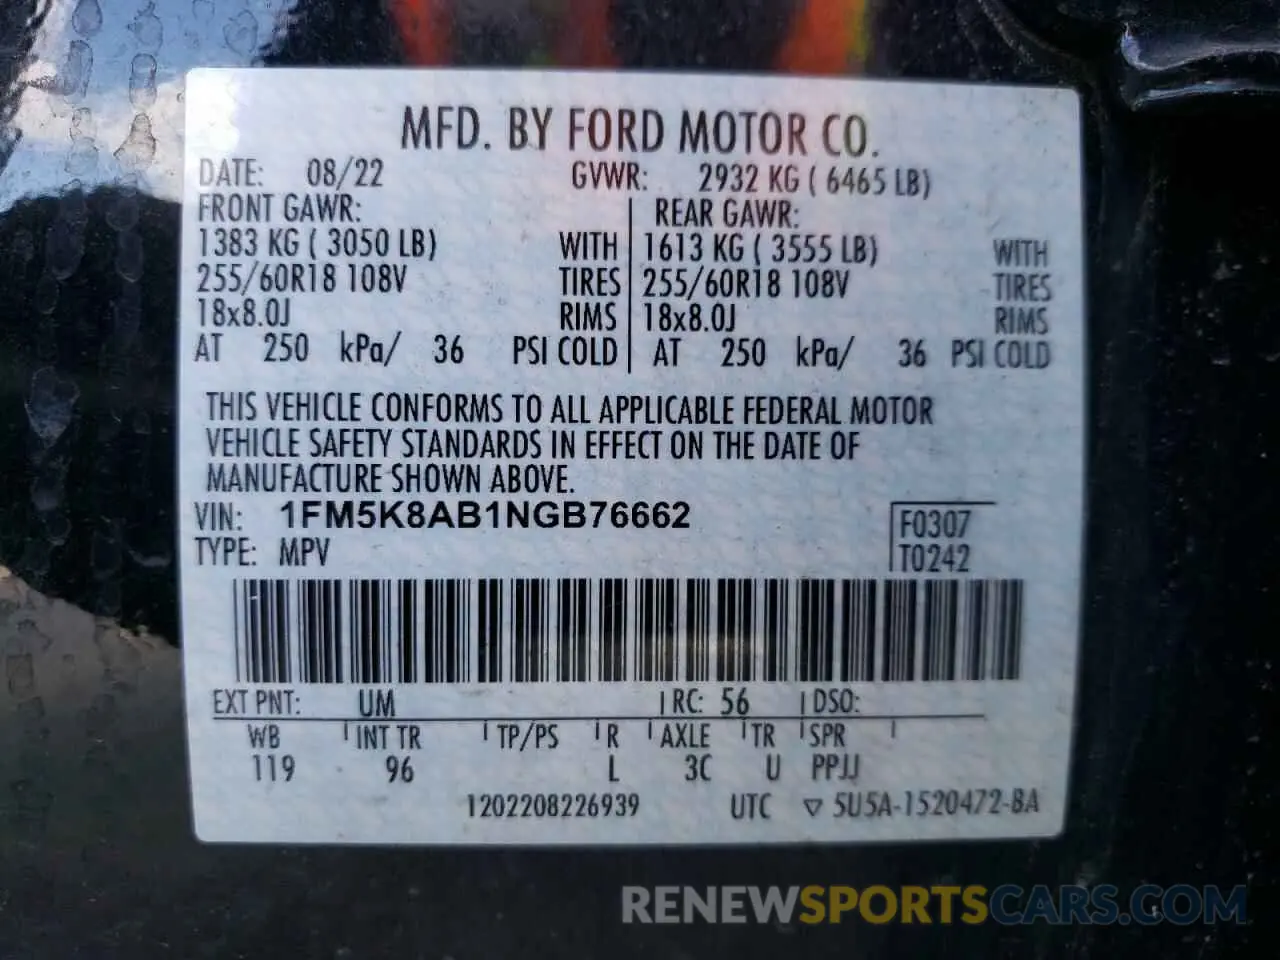 MFD. BY FORD MOTOR CO.
DATE: 08/22 GVWR: 2932 KG ( 6465 LB)
FRONT GAWR: REAR GAWR:
1383 KG ( 3050 LB) WITH 1613 KG ( 3555 LB) WITH
255/60R18 108V TIRES 255/60R18 108V TIRES
18x8.0J RIMS 18x8.0J RIMS
AT 250 kPa/ 36 PSI COLD AT 250 kPa/ 36 PSI COLD
THIS VEHICLE CONFORMS TO ALL APPLICABLE FEDERAL MOTOR
VEHICLE SAFETY STANDARDS IN EFFECT ON THE DATE OF
MANUFACTURE SHOWN ABOVE.
VIN: 1FM5K8AB1NGB76662 F0307
TYPE: MPV T0242
EXT PNT: UM RC: 56 DSO:
WB INT TR TP/PS R AXLE TR SPR
119 96 L 3C U PPJJ
1202208226939 UTC ▽ 5U5A-1520472-BA
RENEWSPORTSCARS.COM